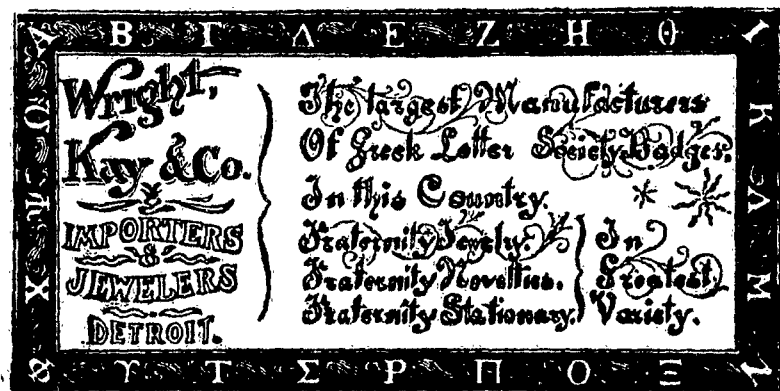 Α Β Γ Δ Ε Ζ Η Θ Ι
Κ Λ Μ Ν
Ξ Ο Π Ρ Σ Τ Υ Φ
Χ Ψ Ω
Wright,
Kay & Co.
IMPORTERS
&
JEWELERS
DETROIT.
The Largest Manufacturers
Of Greek Letter Society Badges,
In this Country.
Fraternity Jewelry.
Fraternity Novelties.
Fraternity Stationary.
In
Greatest
Variety.